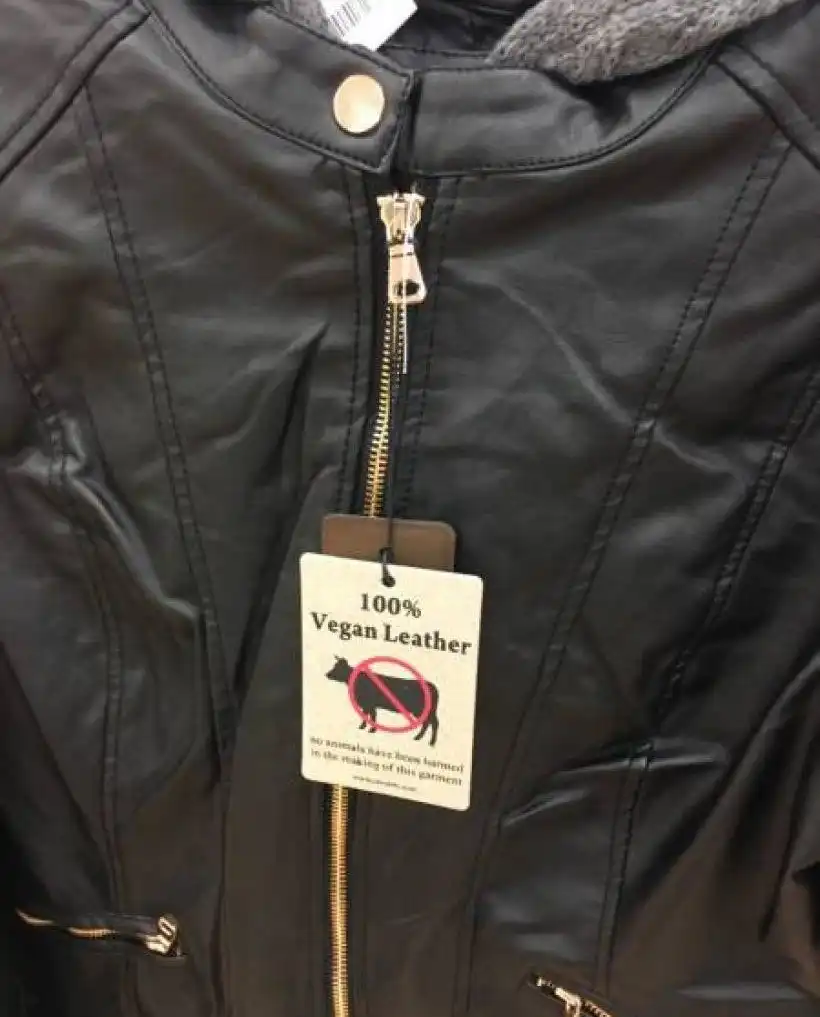 100%
Vegan Leather
no animals have been harmed
in the making of this garment